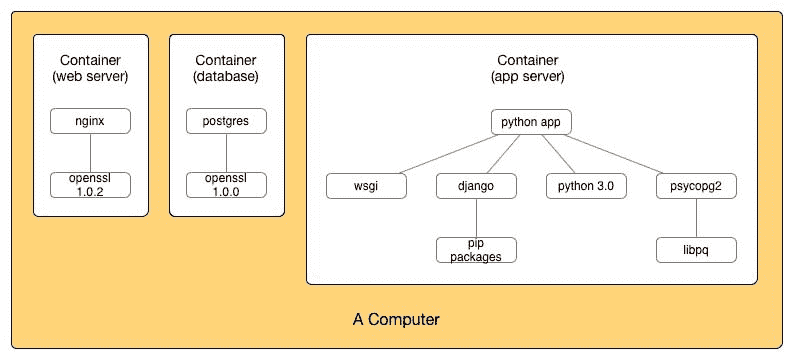 Container
(web server)
nginx
openssl
1.0.2
Container
(database)
postgres
openssl
1.0.0
Container
(app server)
python app
wsgi
django
python 3.0
psycopg2
pip
packages
libpq
A Computer